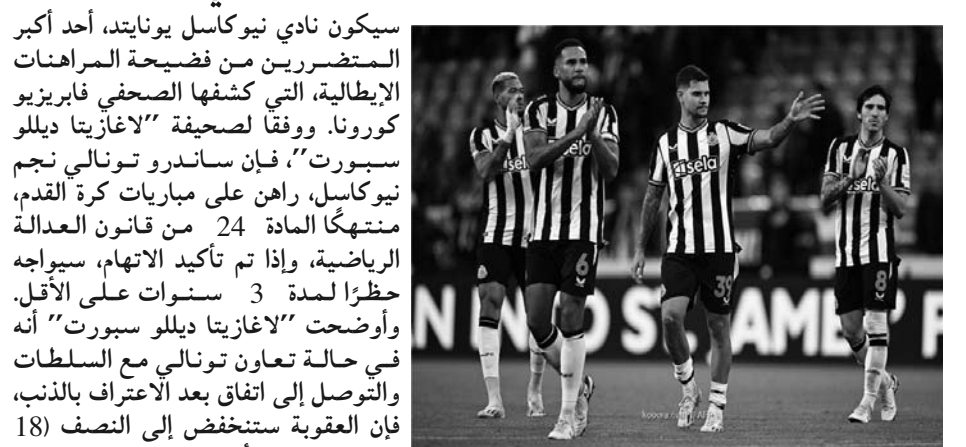 سيكون نادي نيوكاسل يونايتد، أحد أكبر
المتضررين من فضيحة المراهنات
الإيطالية، التي كشفها الصحفي فابريزيو
كورونا. ووفقا لصحيفة ’’لاغازيتا ديللو
سبورت’’، فإن ساندرو تونالي نجم
نيوكاسل، راهن على مباريات كرة القدم،
منتهكًا المادة 24 من قانون العدالة
الرياضية، وإذا تم تأكيد الاتهام، سيواجه
حظرًا لمدة 3 سنوات على الأقل.
وأوضحت ’’لاغازيتا ديللو سبورت’’ أنه
في حالة تعاون تونالي مع السلطات
والتوصل إلى اتفاق بعد الاعتراف بالذنب،
فإن العقوبة ستنخفض إلى النصف (18
sela
sela
sela
6
39
8
N INTO ST. JAME